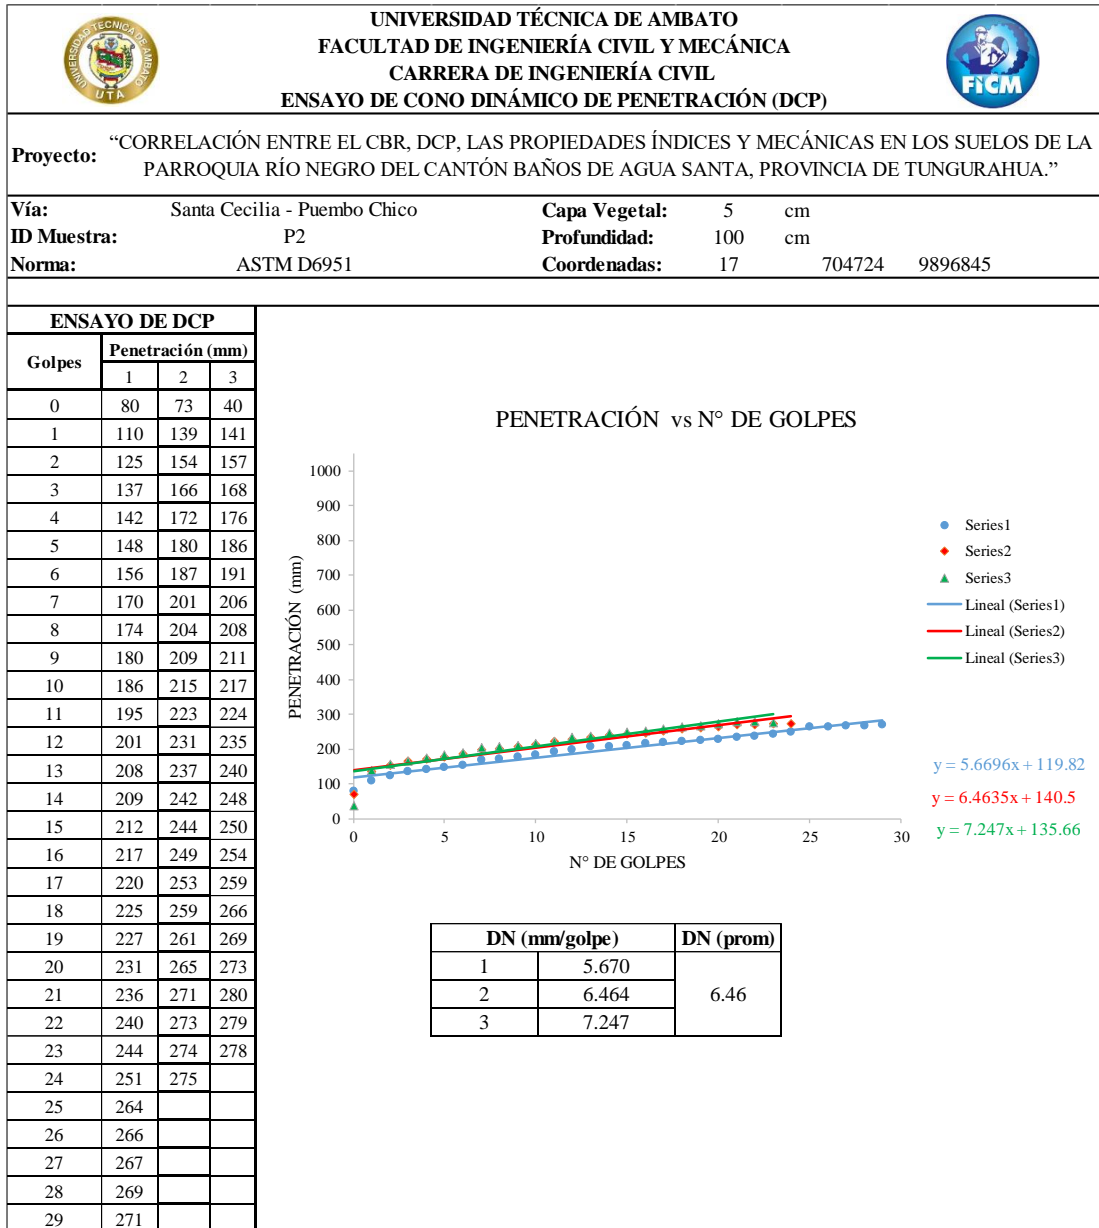 UNIVERSIDAD TÉCNICA DE AMBATO
FACULTAD DE INGENIERÍA CIVIL Y MECÁNICA
CARRERA DE INGENIERÍA CIVIL
ENSAYO DE CONO DINÁMICO DE PENETRACIÓN (DCP)
UNIVERSIDAD TECNICA DE AMBATO
UTA
FICM
Proyecto: “CORRELACIÓN ENTRE EL CBR, DCP, LAS PROPIEDADES ÍNDICES Y MECÁNICAS EN LOS SUELOS DE LA
PARROQUIA RÍO NEGRO DEL CANTÓN BAÑOS DE AGUA SANTA, PROVINCIA DE TUNGURAHUA.”
Vía: Santa Cecilia - Puembo Chico Capa Vegetal: 5 cm
ID Muestra: P2 Profundidad: 100 cm
Norma: ASTM D6951 Coordenadas: 17 704724 9896845
ENSAYO DE DCP
Golpes Penetración (mm)
1 2 3
0 80 73 40
1 110 139 141
2 125 154 157
3 137 166 168
4 142 172 176
5 148 180 186
6 156 187 191
7 170 201 206
8 174 204 208
9 180 209 211
10 186 215 217
11 195 223 224
12 201 231 235
13 208 237 240
14 209 242 248
15 212 244 250
16 217 249 254
17 220 253 259
18 225 259 266
19 227 261 269
20 231 265 273
21 236 271 280
22 240 273 279
23 244 274 278
24 251 275
25 264
26 266
27 267
28 269
29 271
PENETRACIÓN vs N° DE GOLPES
PENETRACIÓN (mm)
1000
900
800
700
600
500
400
300
200
100
0
0 5 10 15 20 25 30
N° DE GOLPES
Series1
Series2
Series3
Lineal (Series1)
Lineal (Series2)
Lineal (Series3)
y = 5.6696x + 119.82
y = 6.4635x + 140.5
y = 7.247x + 135.66
DN (mm/golpe) DN (prom)
1 5.670
2 6.464 6.46
3 7.247